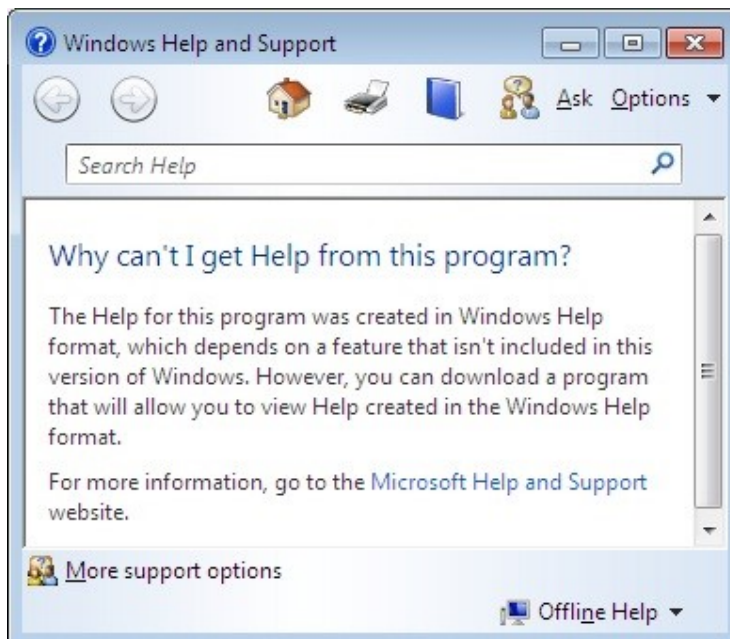 Windows Help and Support
Ask Options
Search Help
Why can't I get Help from this program?
The Help for this program was created in Windows Help
format, which depends on a feature that isn't included in this
version of Windows. However, you can download a program
that will allow you to view Help created in the Windows Help
format.
For more information, go to the Microsoft Help and Support
website.
More support options
Offline Help